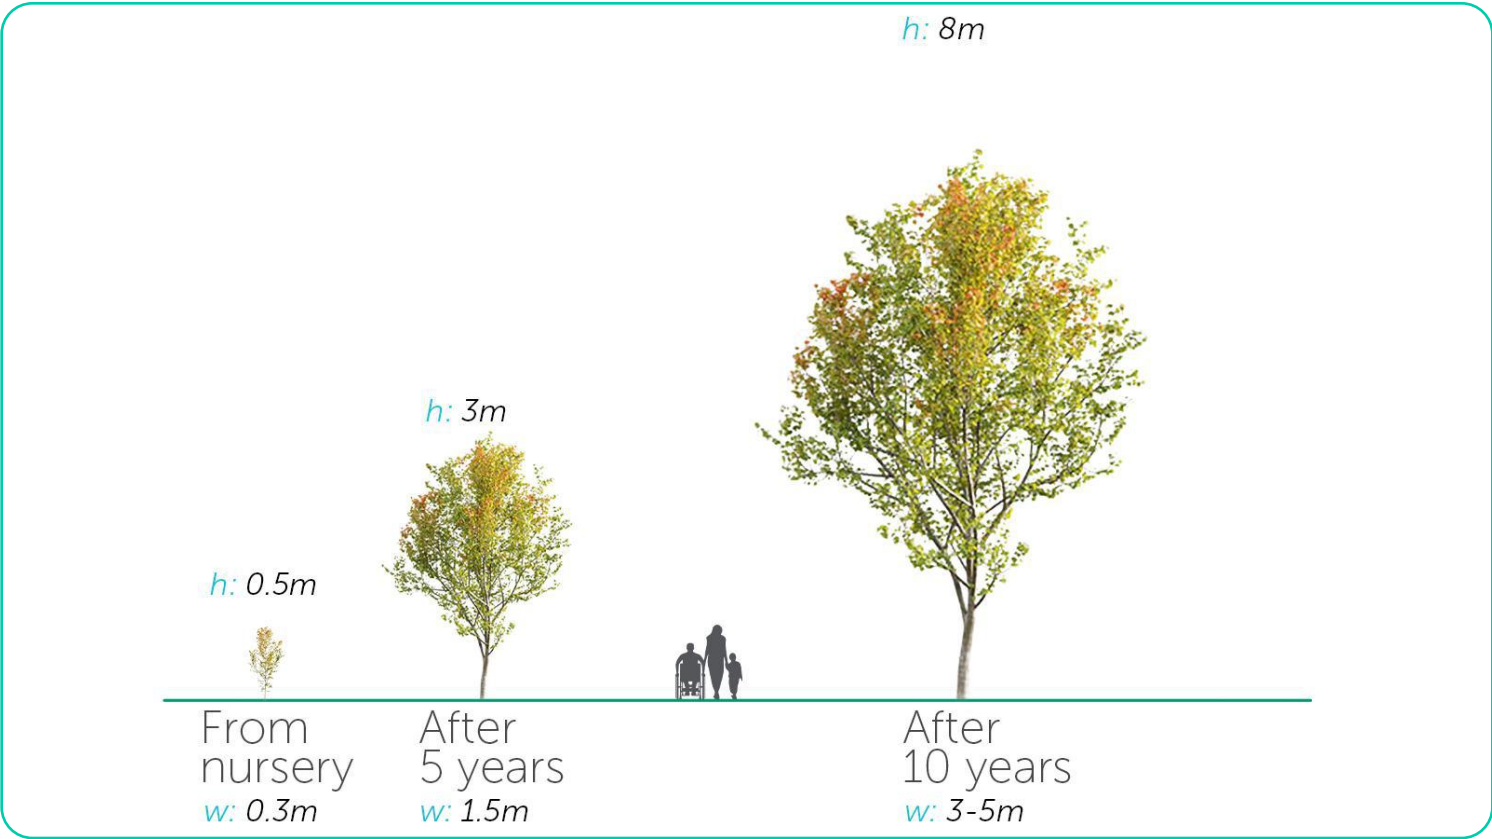 h: 8m
h: 3m
h: 0.5m
From
nursery
w: 0.3m
After
5 years
w: 1.5m
After
10 years
w: 3-5m